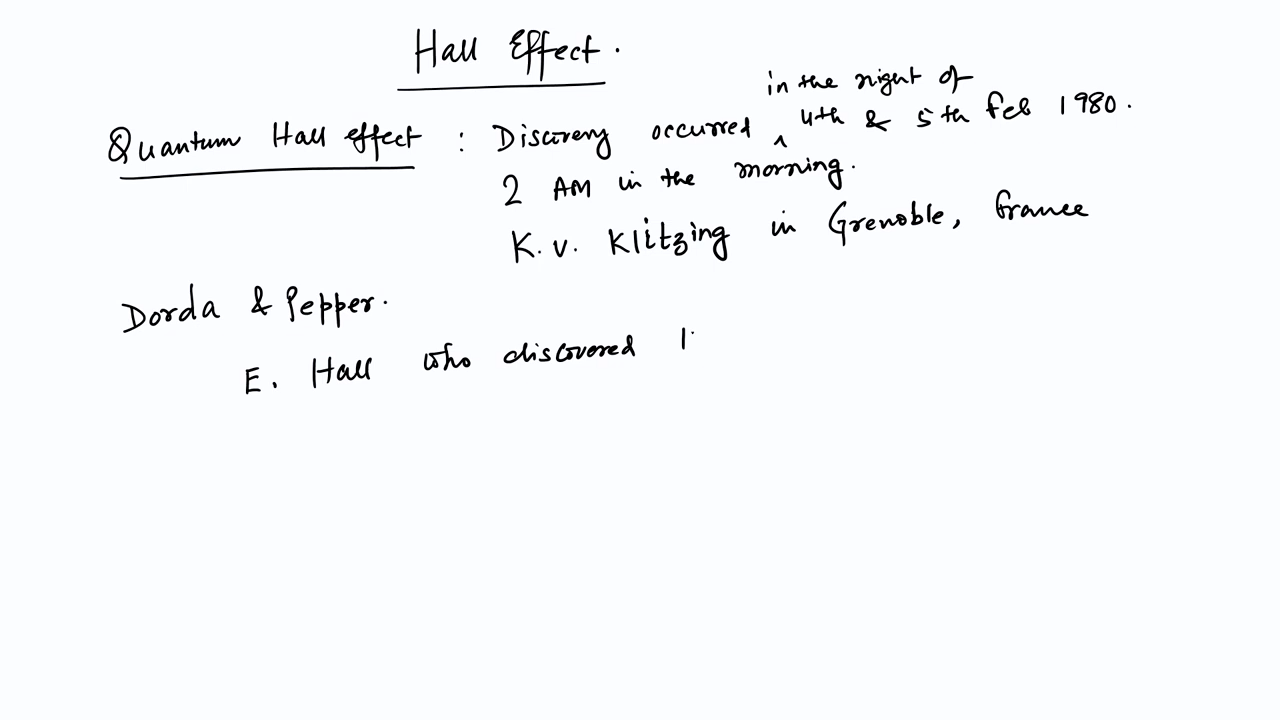 Hall Effect.
in the night of
Quantum Hall effect : Discovery occurred ^ 4th & 5th Feb 1980.
2 AM in the morning.
K. v. Klitzing in Grenoble, France
Dorda & Pepper.
E. Hall who discovered